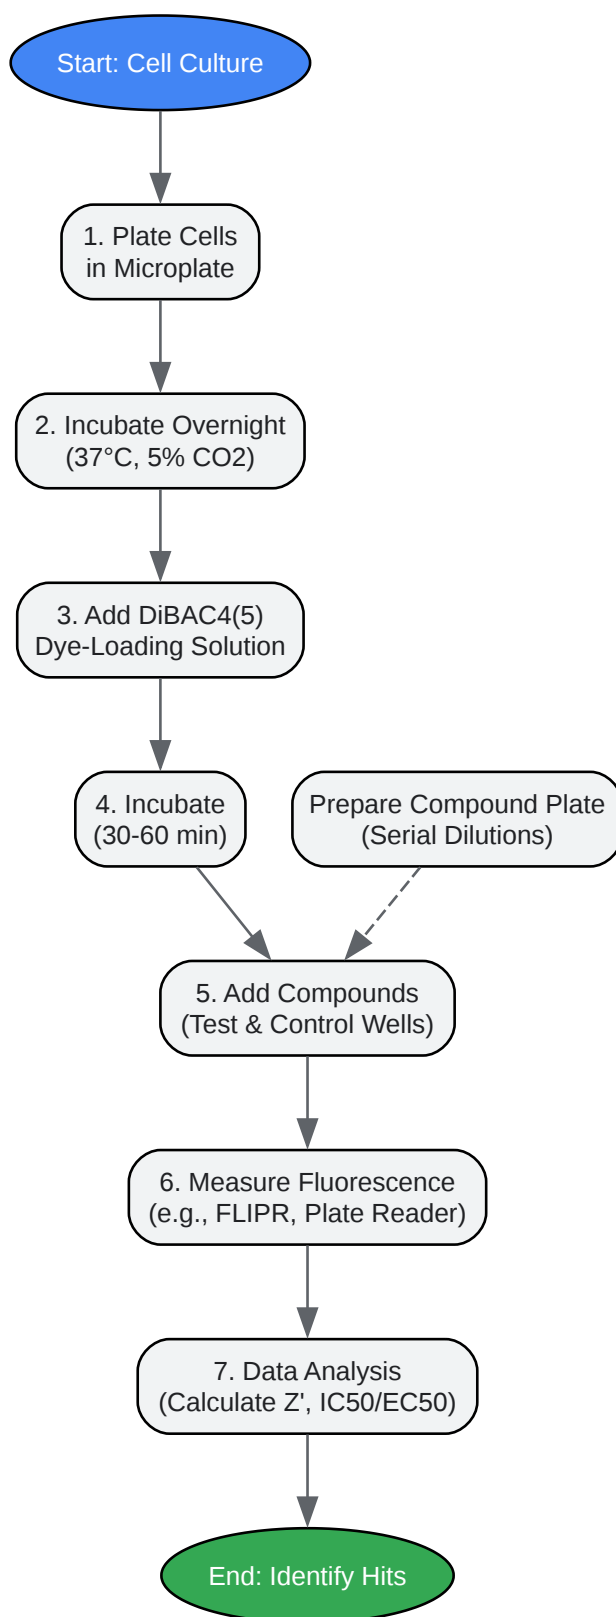 Start: Cell Culture
1. Plate Cells
in Microplate
2. Incubate Overnight
(37°C, 5% CO2)
3. Add DiBAC4(5)
Dye-Loading Solution
4. Incubate
(30-60 min)
Prepare Compound Plate
(Serial Dilutions)
5. Add Compounds
(Test & Control Wells)
6. Measure Fluorescence
(e.g., FLIPR, Plate Reader)
7. Data Analysis
(Calculate Z', IC50/EC50)
End: Identify Hits